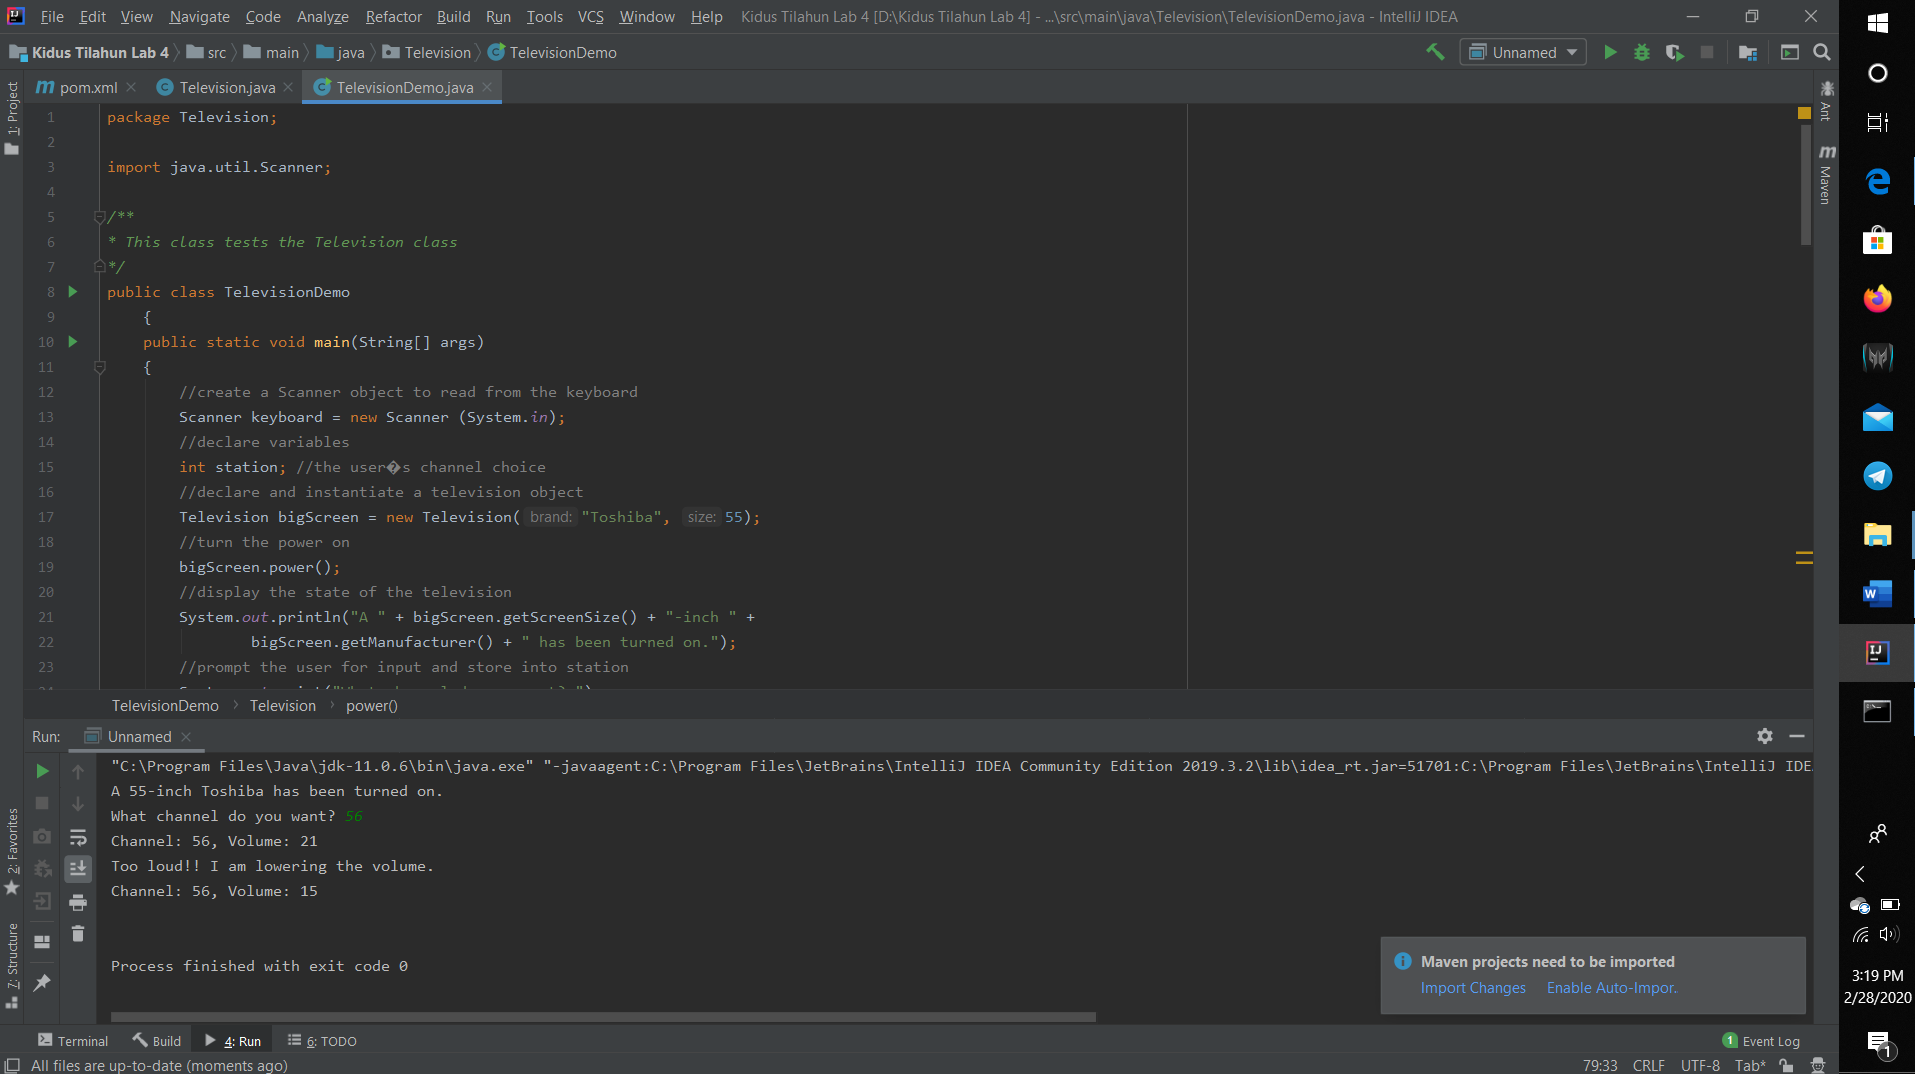 File Edit View Navigate Code Analyze Refactor Build Run Tools VCS Window Help Kidus Tilahun Lab 4 [D:\Kidus Tilahun Lab 4] - ...\src\main\java\Television\TelevisionDemo.java - IntelliJ IDEA
Kidus Tilahun Lab 4 src main java Television TelevisionDemo Unnamed
pom.xml Television.java TelevisionDemo.java
1: Project
Ant
Maven
1 package Television;
2
3 import java.util.Scanner;
4
5 /**
6 * This class tests the Television class
7 */
8 public class TelevisionDemo
9 {
10 public static void main(String[] args)
11 {
12 //create a Scanner object to read from the keyboard
13 Scanner keyboard = new Scanner (System.in);
14 //declare variables
15 int station; //the user�s channel choice
16 //declare and instantiate a television object
17 Television bigScreen = new Television( brand: "Toshiba", size: 55);
18 //turn the power on
19 bigScreen.power();
20 //display the state of the television
21 System.out.println("A " + bigScreen.getScreenSize() + "-inch " +
22 bigScreen.getManufacturer() + " has been turned on.");
23 //prompt the user for input and store into station
TelevisionDemo Television power()
Run: Unnamed
"C:\Program Files\Java\jdk-11.0.6\bin\java.exe" "-javaagent:C:\Program Files\JetBrains\IntelliJ IDEA Community Edition 2019.3.2\lib\idea_rt.jar=51701:C:\Program Files\JetBrains\IntelliJ IDE
A 55-inch Toshiba has been turned on.
What channel do you want? 56
Channel: 56, Volume: 21
Too loud!! I am lowering the volume.
Channel: 56, Volume: 15
Process finished with exit code 0
2: Favorites
7: Structure
Maven projects need to be imported
Import Changes Enable Auto-Impor.
Terminal Build 4: Run 6: TODO 1 Event Log
All files are up-to-date (moments ago) 79:33 CRLF UTF-8 Tab*
3:19 PM
2/28/2020
1